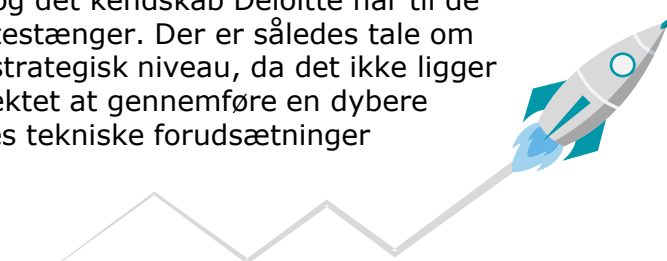 og det kendskab Deloitte har til de
testænger. Der er således tale om
strategisk niveau, da det ikke ligger
ektet at gennemføre en dybere
es tekniske forudsætninger